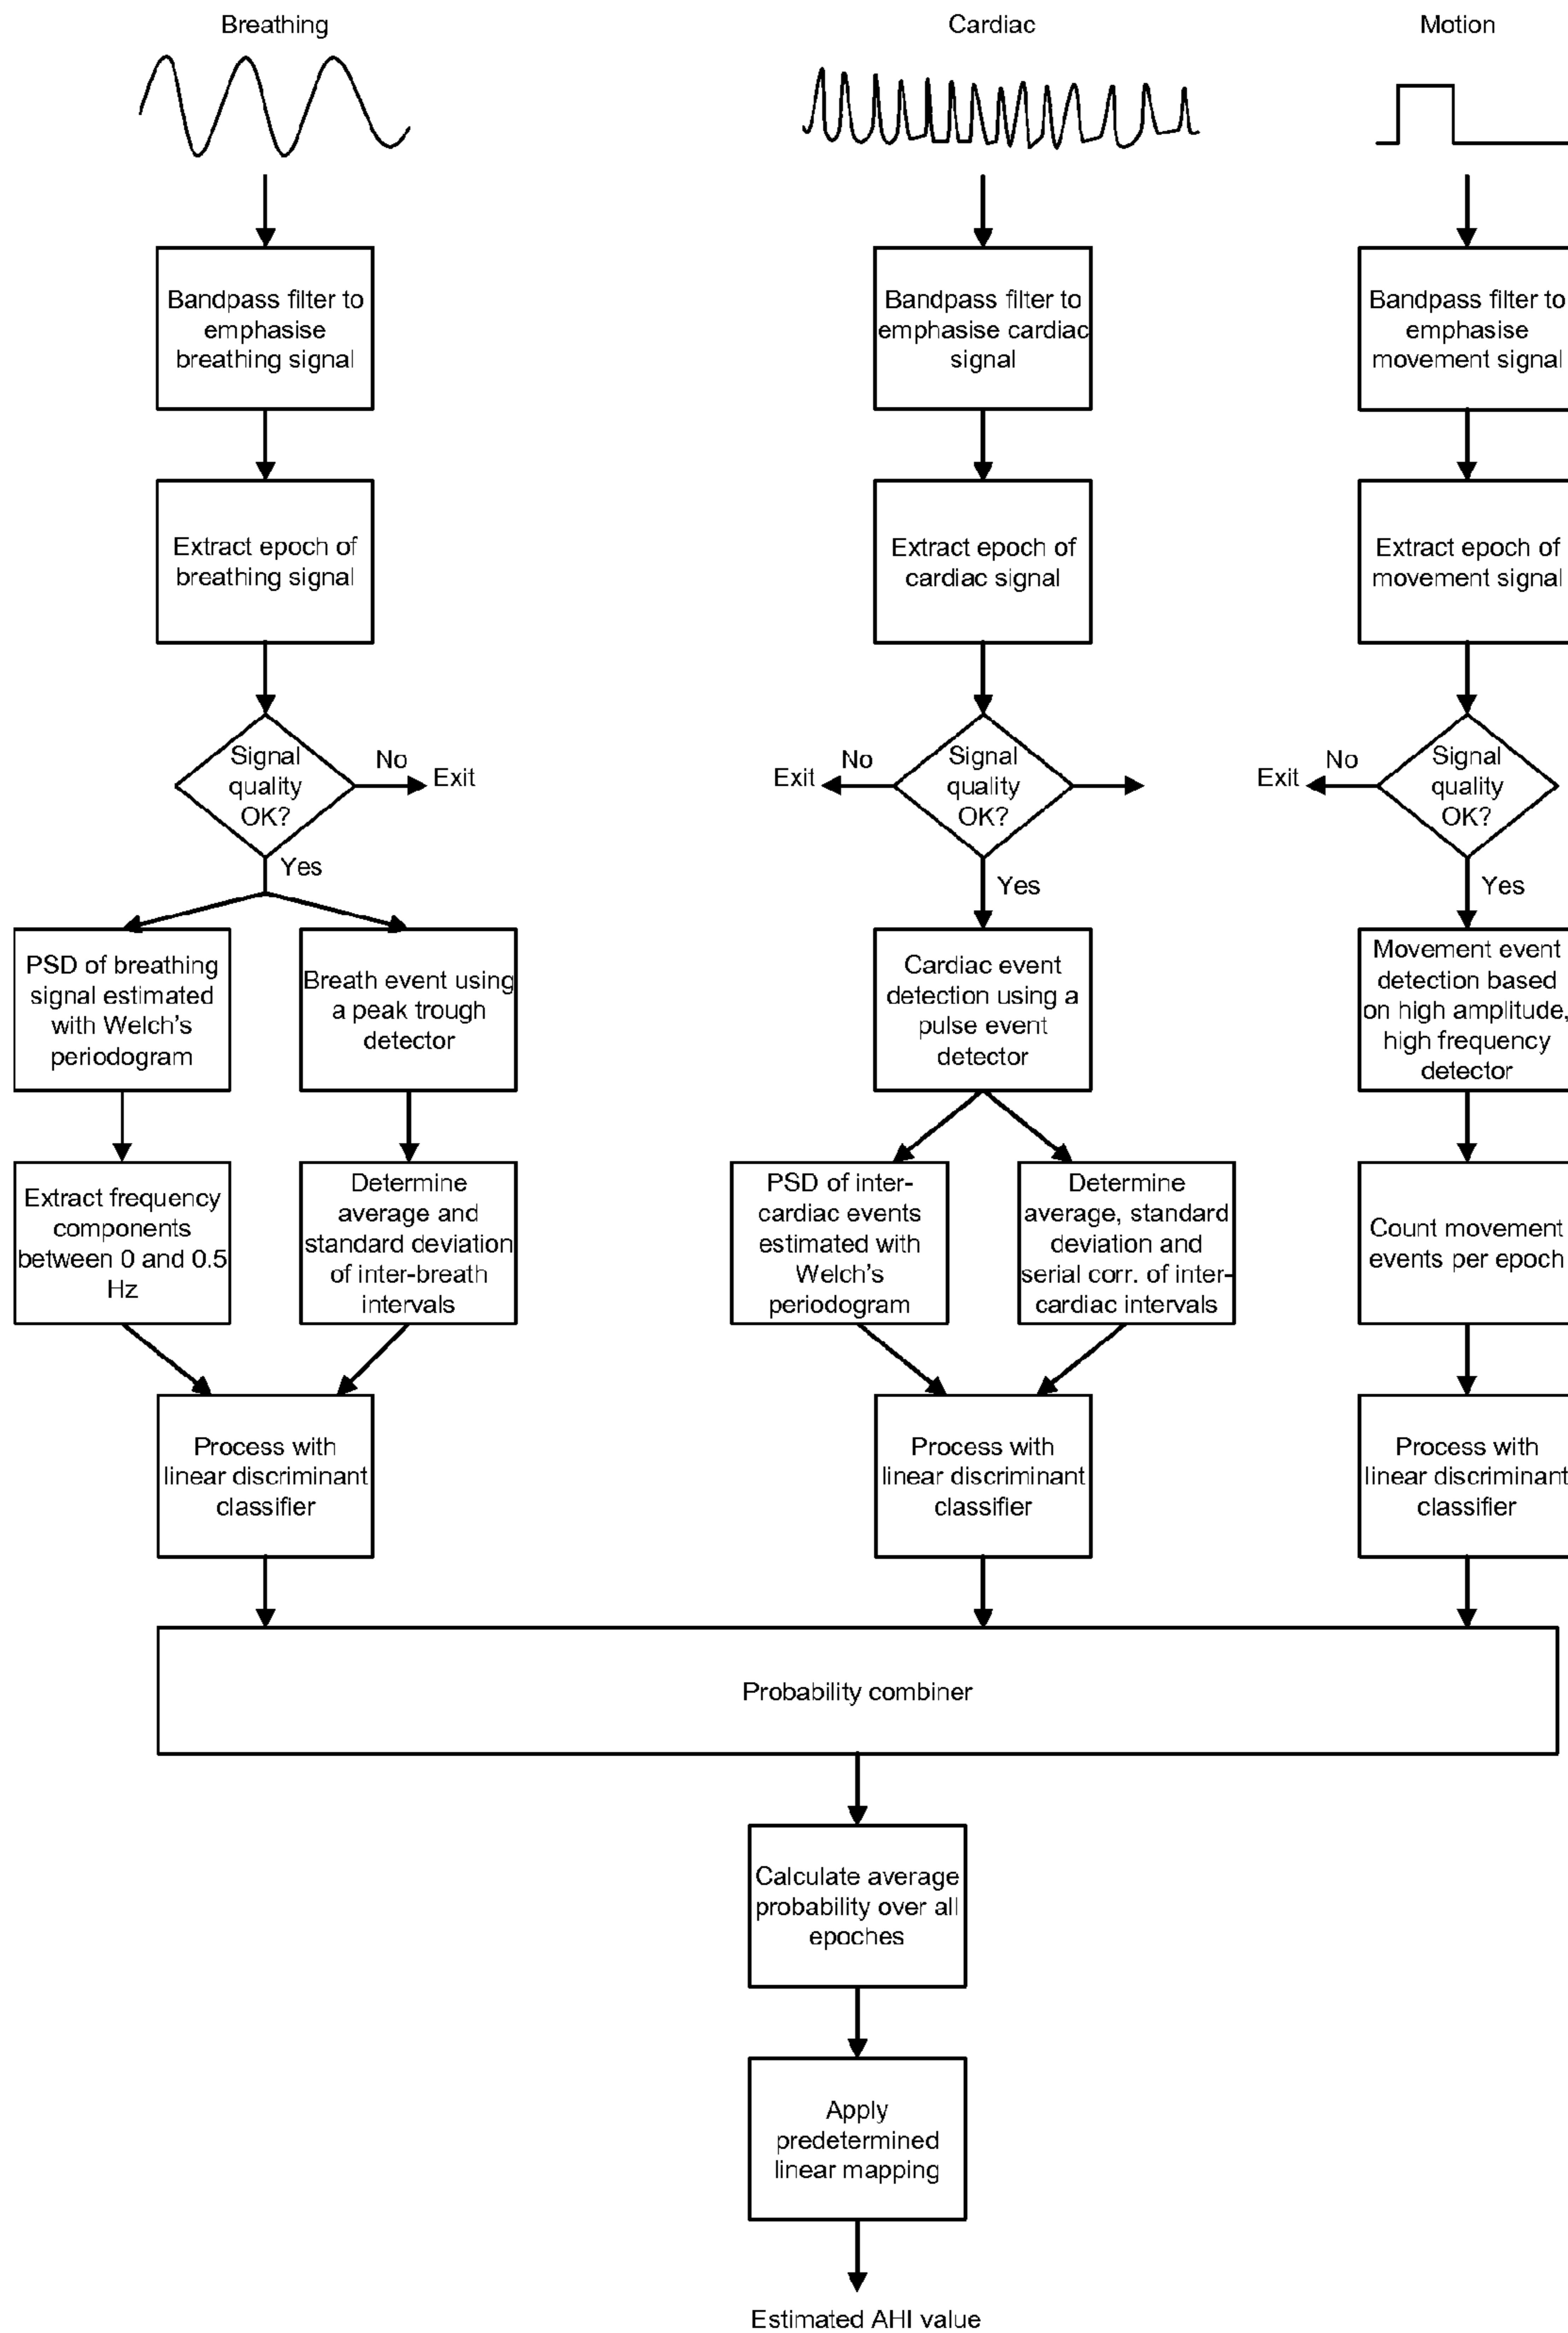 Breathing
Cardiac
Motion
Bandpass filter to
emphasise
breathing signal
Bandpass filter to
emphasise cardiac
signal
Bandpass filter to
emphasise
movement signal
Extract epoch of
breathing signal
Extract epoch of
cardiac signal
Extract epoch of
movement signal
Signal
quality
OK?
No
Exit
Yes
Exit
No
Signal
quality
OK?
Yes
Exit
No
Signal
quality
OK?
Yes
PSD of breathing
signal estimated
with Welch's
periodogram
Breath event using
a peak trough
detector
Cardiac event
detection using a
pulse event
detector
Movement event
detection based
on high amplitude,
high frequency
detector
Extract frequency
components
between 0 and 0.5
Hz
Determine
average and
standard deviation
of inter-breath
intervals
PSD of inter-
cardiac events
estimated with
Welch's
periodogram
Determine
average, standard
deviation and
serial corr. of inter-
cardiac intervals
Count movement
events per epoch
Process with
linear discriminant
classifier
Process with
linear discriminant
classifier
Process with
linear discriminant
classifier
Probability combiner
Calculate average
probability over all
epoches
Apply
predetermined
linear mapping
Estimated AHI value